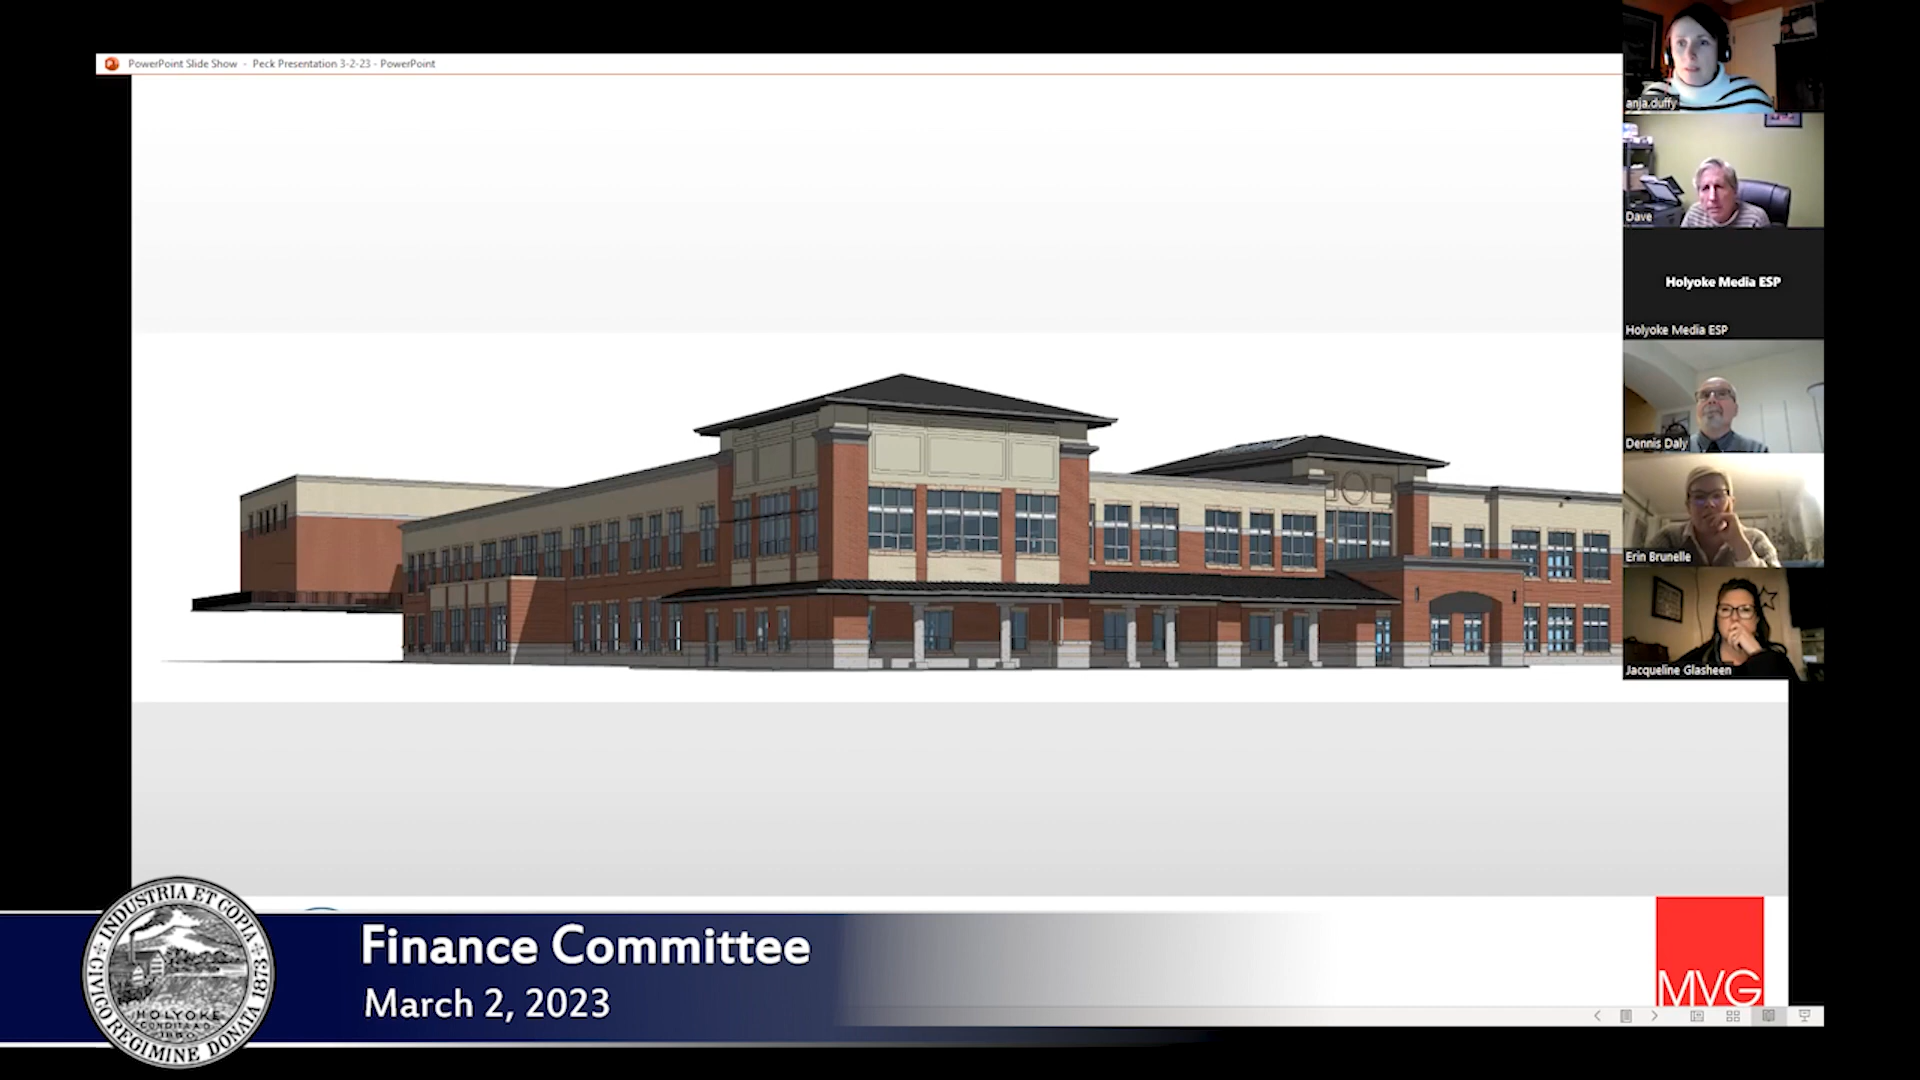 PowerPoint Slide Show - Peck Presentation 3-2-23 - PowerPoint
anja.duffy
Dave
Holyoke Media ESP
Holyoke Media ESP
Dennis Daly
Erin Brunelle
Jacqueline Glasheen
MVG
Finance Committee
March 2, 2023
INDUSTRIA ET COPIA
CIVICO REGIMINE DONATA 1873
HOLYOKE